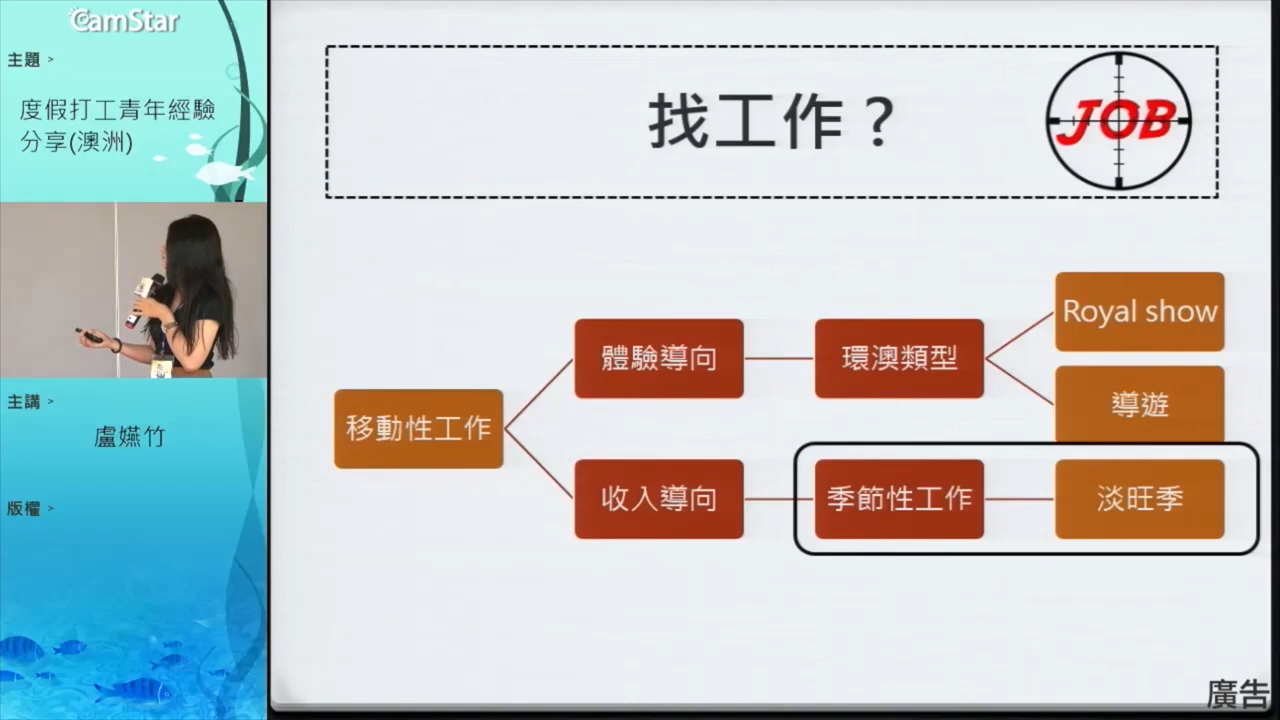 CamStar
主題 >
度假打工青年經驗
分享(澳洲)
主講 >
盧嬿竹
版權 >
找工作？
JOB
移動性工作
體驗導向
環澳類型
Royal show
導遊
收入導向
季節性工作
淡旺季
廣告